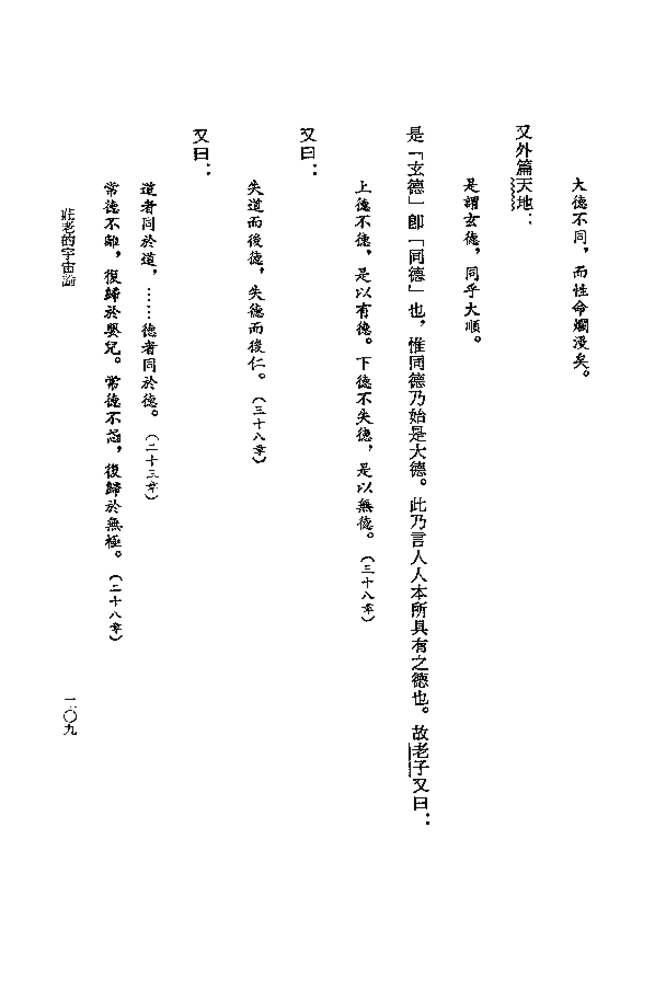 大德不同，而性命爛漫矣。
又外篇天地：
是謂玄德，同乎大順。
是「玄德」卽「同德」也，惟同德乃始是大德。此乃言人人本所具有之德也。故老子又曰：
上德不德，是以有德。下德不失德，是以無德。（三十八章）
又曰：
失道而後德，失德而後仁。（三十八章）
又曰：
道者同於道，……德者同於德。（二十三章）
常德不離，復歸於嬰兒。常德不忒，復歸於無極。（二十八章）
莊老的宇宙論
二〇九